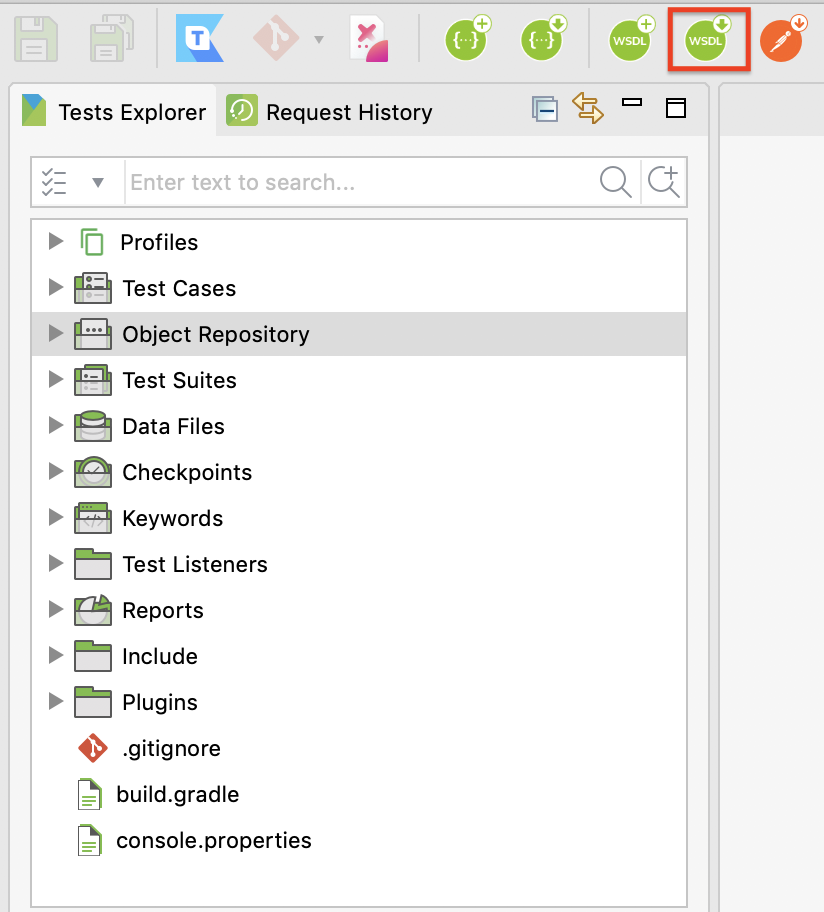 T
{···}
{···}
WSDL
WSDL
Tests Explorer
Request History
Enter text to search...
Profiles
Test Cases
Object Repository
Test Suites
Data Files
Checkpoints
Keywords
Test Listeners
Reports
Include
Plugins
.gitignore
build.gradle
console.properties